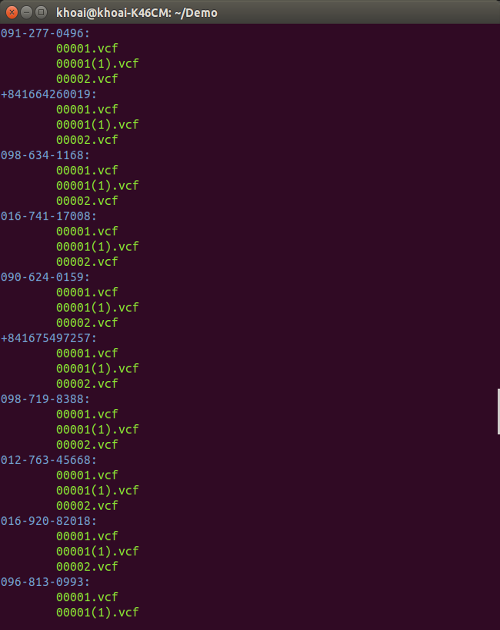 khoai@khoai-K46CM: ~/Demo
091-277-0496:
00001.vcf
00001(1).vcf
00002.vcf
+841664260019:
00001.vcf
00001(1).vcf
00002.vcf
098-634-1168:
00001.vcf
00001(1).vcf
00002.vcf
016-741-17008:
00001.vcf
00001(1).vcf
00002.vcf
090-624-0159:
00001.vcf
00001(1).vcf
00002.vcf
+841675497257:
00001.vcf
00001(1).vcf
00002.vcf
098-719-8388:
00001.vcf
00001(1).vcf
00002.vcf
012-763-45668:
00001.vcf
00001(1).vcf
00002.vcf
016-920-82018:
00001.vcf
00001(1).vcf
00002.vcf
096-813-0993:
00001.vcf
00001(1).vcf